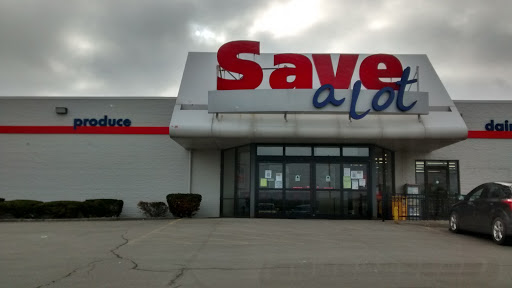 Save
a Lot
produce
dai